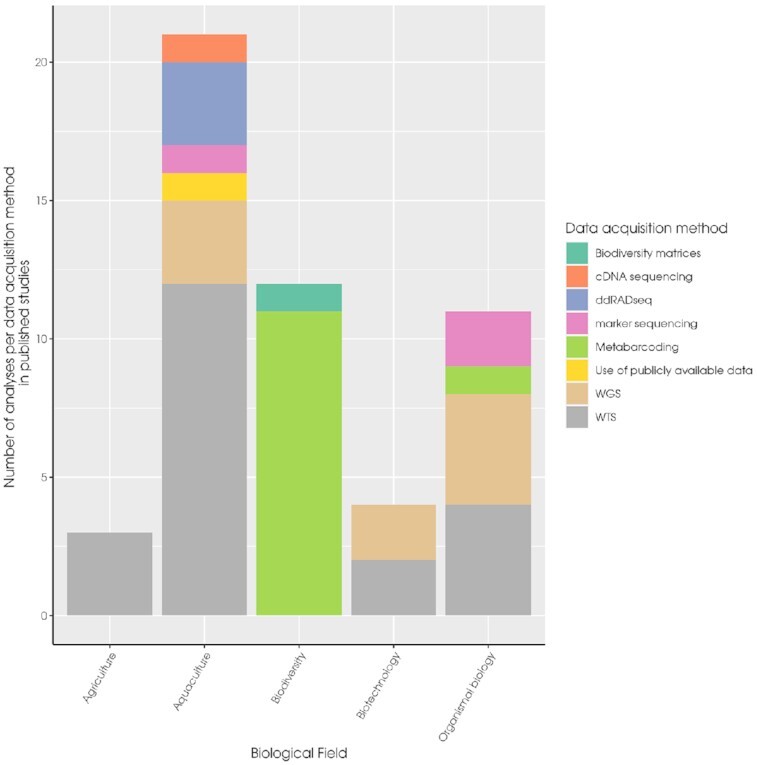 Number of analyses per data acquisition method
in published studies
20
15
10
5
0
Agriculture
Aquaculture
Biodiversity
Biotechnology
Organismal biology
Biological Field
Data acquisition method
Biodiversity matrices
cDNA sequencing
ddRADseq
marker sequencing
Metabarcoding
Use of publicly available data
WGS
WTS